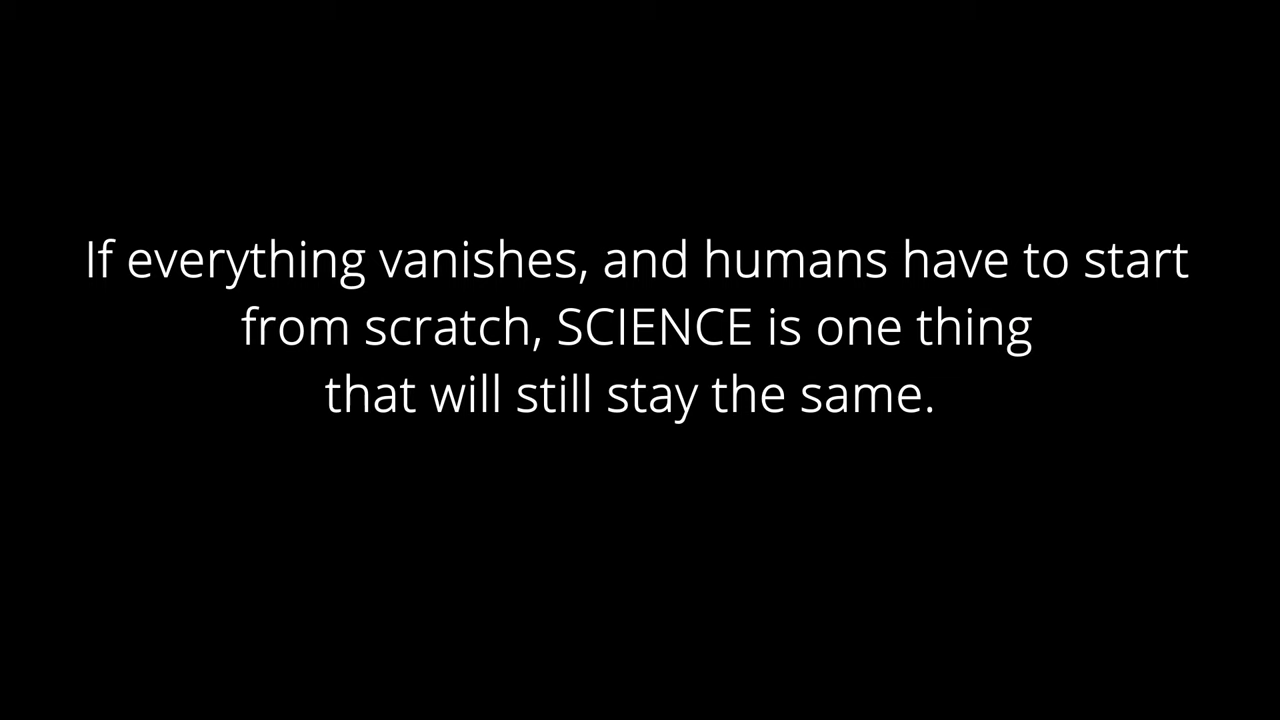 If everything vanishes, and humans have to start
from scratch, SCIENCE is one thing
that will still stay the same.